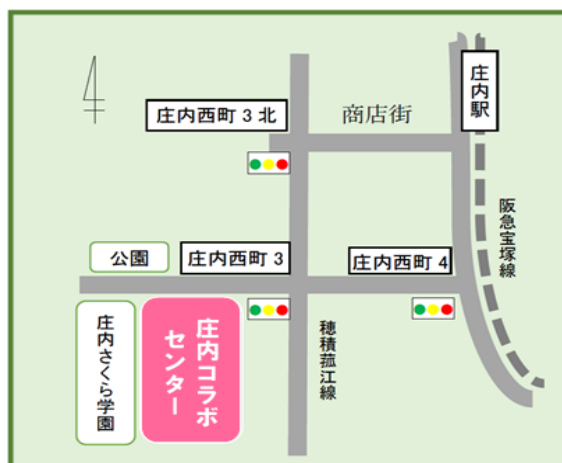 庄内駅
商店街
庄内西町3北
阪急宝塚線
公園
庄内西町3
庄内西町4
庄内さくら学園
庄内コラボ
センター
穂積菰江線